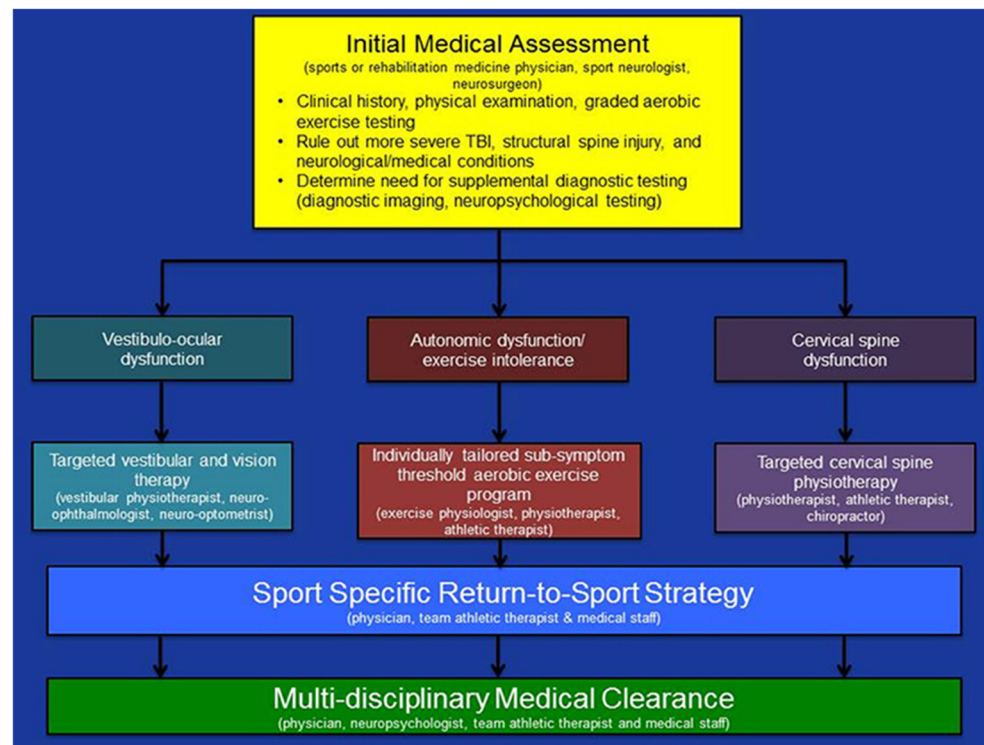 Initial Medical Assessment
(sports or rehabilitation medicine physician, sport neurologist,
neurosurgeon)
• Clinical history, physical examination, graded aerobic
exercise testing
• Rule out more severe TBI, structural spine injury, and
neurological/medical conditions
• Determine need for supplemental diagnostic testing
(diagnostic imaging, neuropsychological testing)
Vestibulo-ocular
dysfunction
Autonomic dysfunction/
exercise intolerance
Cervical spine
dysfunction
Targeted vestibular and vision
therapy
(vestibular physiotherapist, neuro-
ophthalmologist, neuro-optometrist)
Individually tailored sub-symptom
threshold aerobic exercise
program
(exercise physiologist, physiotherapist,
athletic therapist)
Targeted cervical spine
physiotherapy
(physiotherapist, athletic therapist,
chiropractor)
Sport Specific Return-to-Sport Strategy
(physician, team athletic therapist & medical staff)
Multi-disciplinary Medical Clearance
(physician, neuropsychologist, team athletic therapist and medical staff)